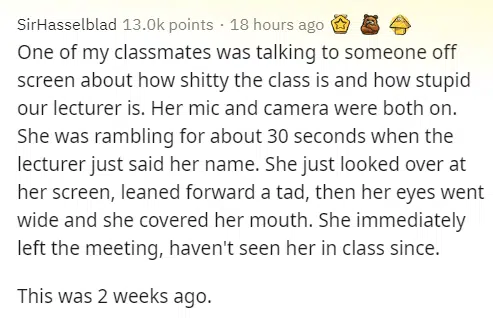 SirHasselblad 13.0k points · 18 hours ago
One of my classmates was talking to someone off
screen about how shitty the class is and how stupid
our lecturer is. Her mic and camera were both on.
She was rambling for about 30 seconds when the
lecturer just said her name. She just looked over at
her screen, leaned forward a tad, then her eyes went
wide and she covered her mouth. She immediately
left the meeting, haven't seen her in class since.
This was 2 weeks ago.